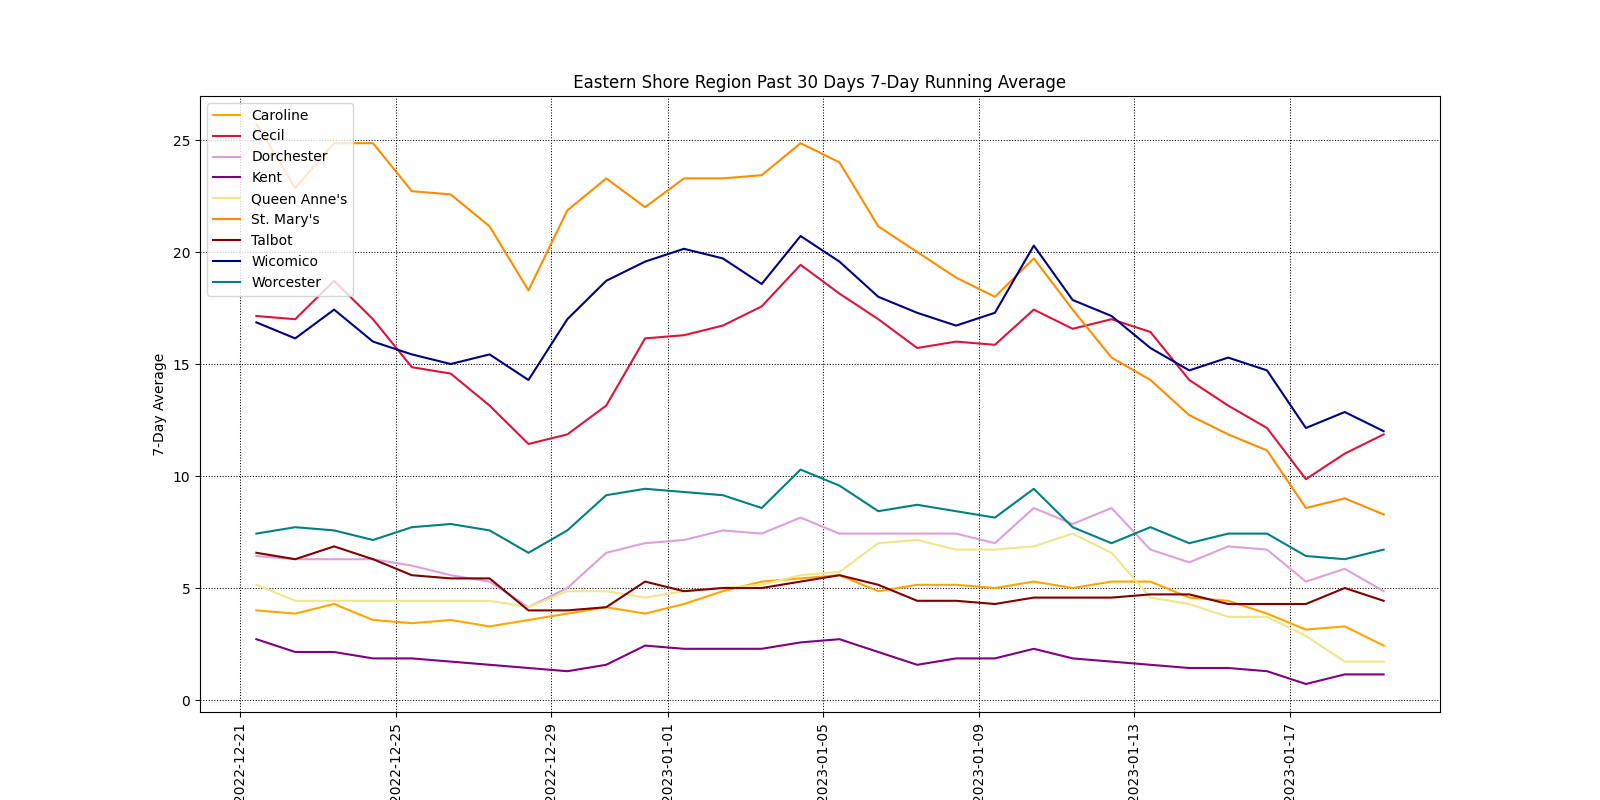 Eastern Shore Region Past 30 Days 7-Day Running Average
Caroline
Cecil
Dorchester
Kent
Queen Anne's
St. Mary's
Talbot
Wicomico
Worcester
7-Day Average
25
20
15
10
5
0
2022-12-21
2022-12-25
2022-12-29
2023-01-01
2023-01-05
2023-01-09
2023-01-13
2023-01-17